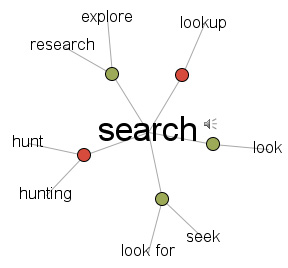 explore
lookup
research
search
hunt
look
hunting
seek
look for